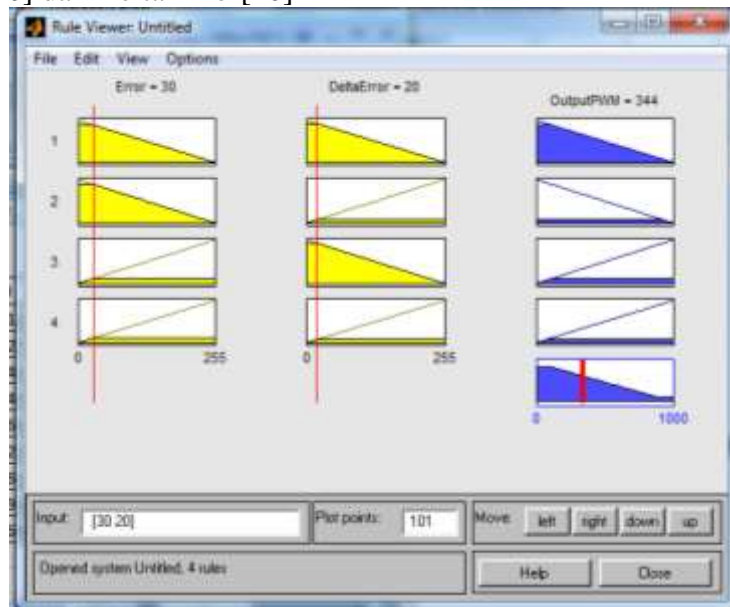 Rule Viewer: Untitled
File Edit View Options
Error = 30
DeltaError = 20
OutputPWM = 344
1
2
3
4
0 255
0 255
0 1000
Input: [30 20]
Plot points: 101
Move: left right down up
Opened system Untitled, 4 rules
Help Close